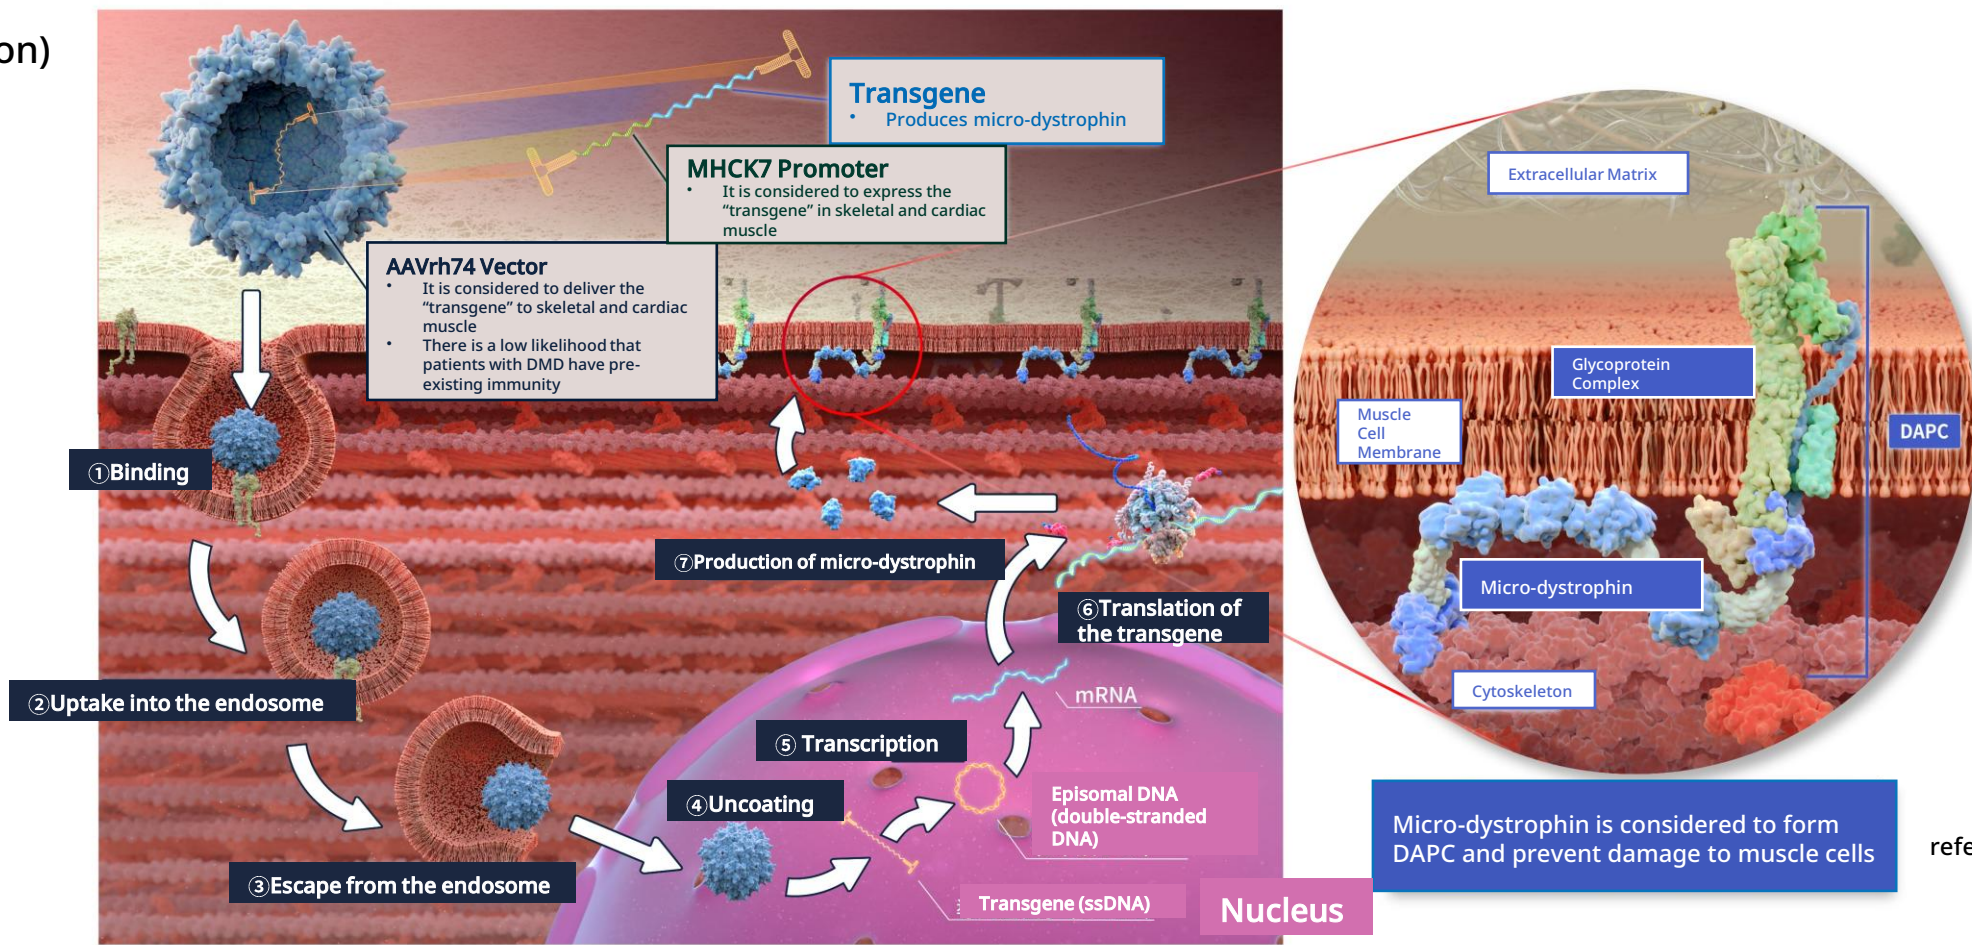 on)
Transgene
• Produces micro-dystrophin
MHCK7 Promoter
• It is considered to express the
“transgene” in skeletal and cardiac
muscle
AAVrh74 Vector
• It is considered to deliver the
“transgene” to skeletal and cardiac
muscle
• There is a low likelihood that
patients with DMD have pre-
existing immunity
①Binding
②Uptake into the endosome
③Escape from the endosome
④Uncoating
⑤ Transcription
⑥Translation of
the transgene
⑦Production of micro-dystrophin
mRNA
Episomal DNA
(double-stranded
DNA)
Transgene (ssDNA)
Nucleus
Extracellular Matrix
Glycoprotein
Complex
Muscle
Cell
Membrane
DAPC
Micro-dystrophin
Cytoskeleton
Micro-dystrophin is considered to form
DAPC and prevent damage to muscle cells
refe